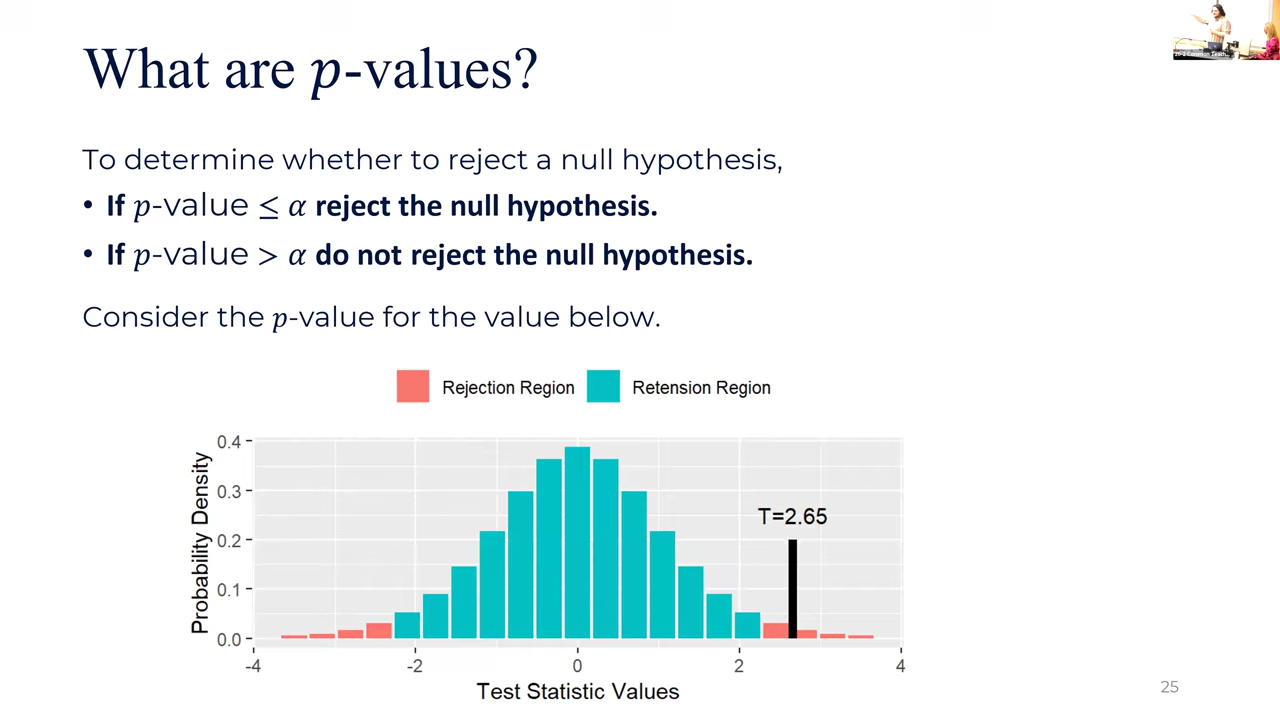 What are p-values?
To determine whether to reject a null hypothesis,
• If p-value ≤ α reject the null hypothesis.
• If p-value > α do not reject the null hypothesis.
Consider the p-value for the value below.
Rejection Region Retension Region
T=2.65
Probability Density
0.4
0.3
0.2
0.1
0.0
-4 -2 0 2 4
Test Statistic Values
25